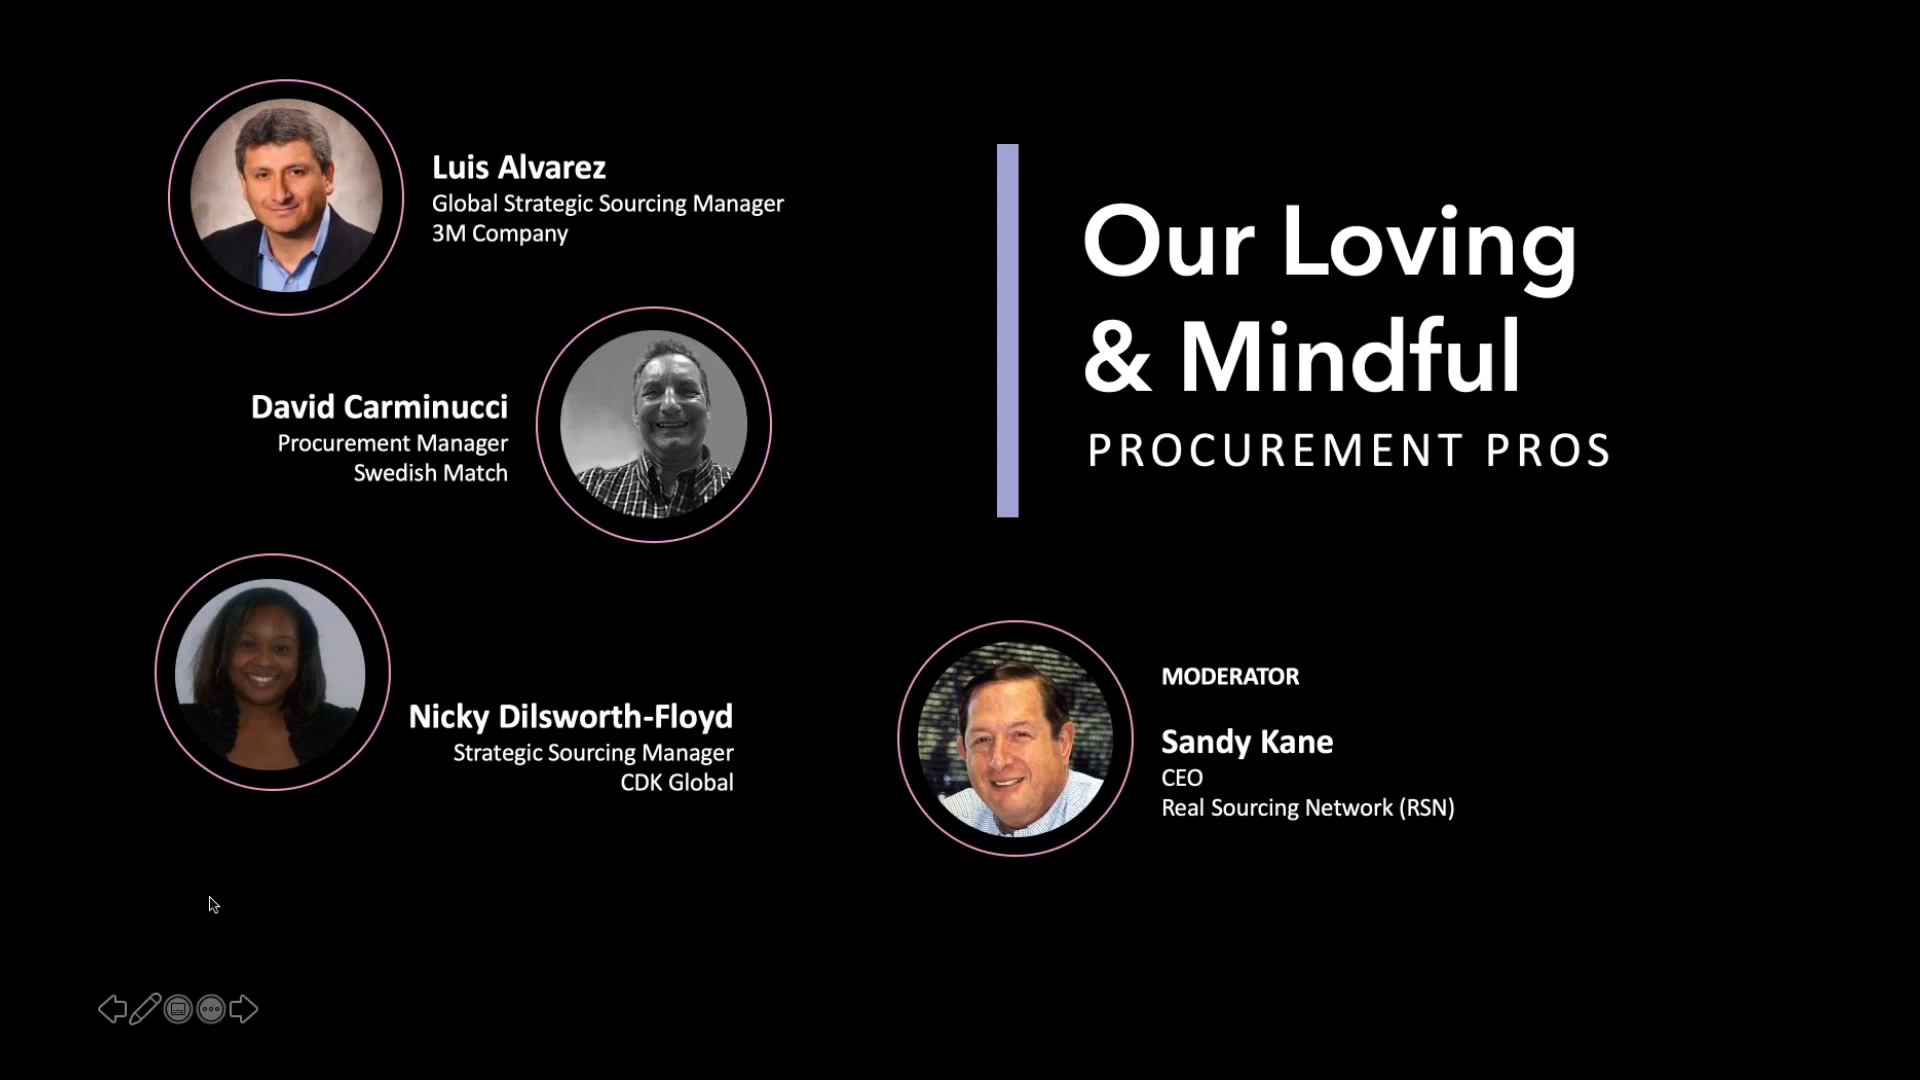 Luis Alvarez
Global Strategic Sourcing Manager
3M Company
David Carminucci
Procurement Manager
Swedish Match
Nicky Dilsworth-Floyd
Strategic Sourcing Manager
CDK Global
Our Loving
& Mindful
PROCUREMENT PROS
MODERATOR
Sandy Kane
CEO
Real Sourcing Network (RSN)